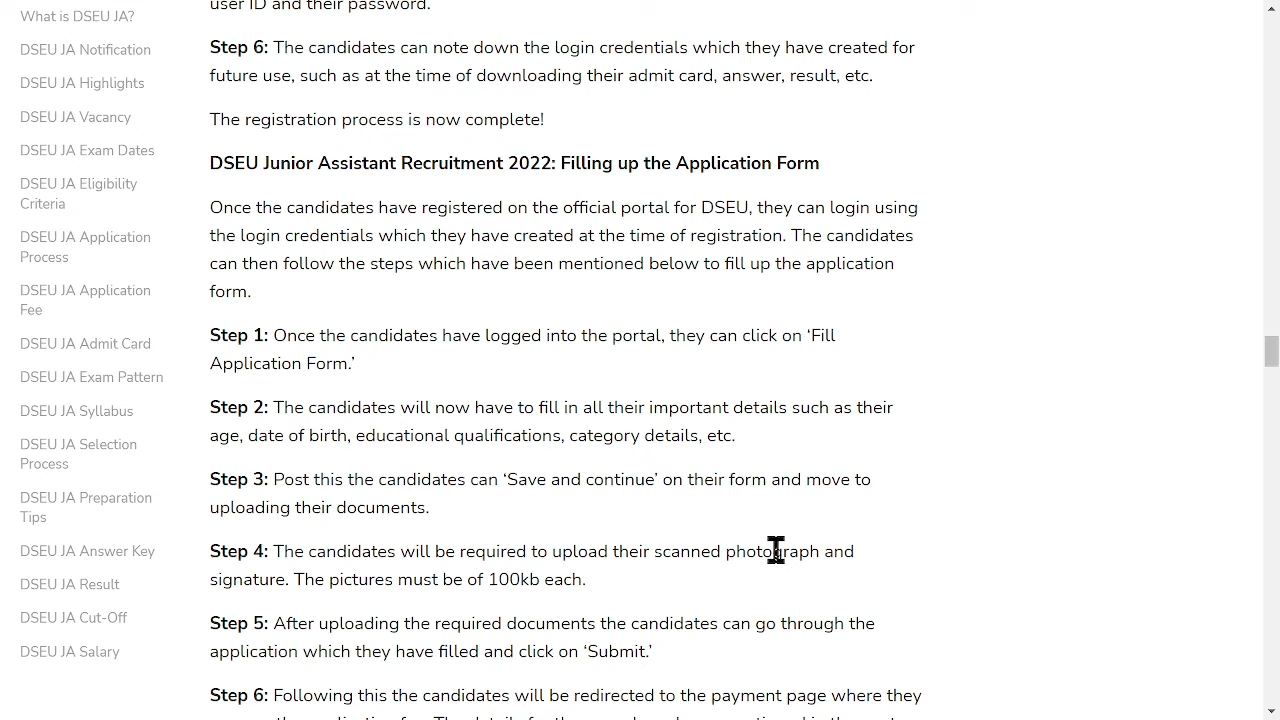 What is DSEU JA?
DSEU JA Notification
DSEU JA Highlights
DSEU JA Vacancy
DSEU JA Exam Dates
DSEU JA Eligibility
Criteria
DSEU JA Application
Process
DSEU JA Application
Fee
DSEU JA Admit Card
DSEU JA Exam Pattern
DSEU JA Syllabus
DSEU JA Selection
Process
DSEU JA Preparation
Tips
DSEU JA Answer Key
DSEU JA Result
DSEU JA Cut-Off
DSEU JA Salary
user ID and their password.
Step 6: The candidates can note down the login credentials which they have created for
future use, such as at the time of downloading their admit card, answer, result, etc.
The registration process is now complete!
DSEU Junior Assistant Recruitment 2022: Filling up the Application Form
Once the candidates have registered on the official portal for DSEU, they can login using
the login credentials which they have created at the time of registration. The candidates
can then follow the steps which have been mentioned below to fill up the application
form.
Step 1: Once the candidates have logged into the portal, they can click on ‘Fill
Application Form.’
Step 2: The candidates will now have to fill in all their important details such as their
age, date of birth, educational qualifications, category details, etc.
Step 3: Post this the candidates can ‘Save and continue’ on their form and move to
uploading their documents.
Step 4: The candidates will be required to upload their scanned photograph and
signature. The pictures must be of 100kb each.
Step 5: After uploading the required documents the candidates can go through the
application which they have filled and click on ‘Submit.’
Step 6: Following this the candidates will be redirected to the payment page where they